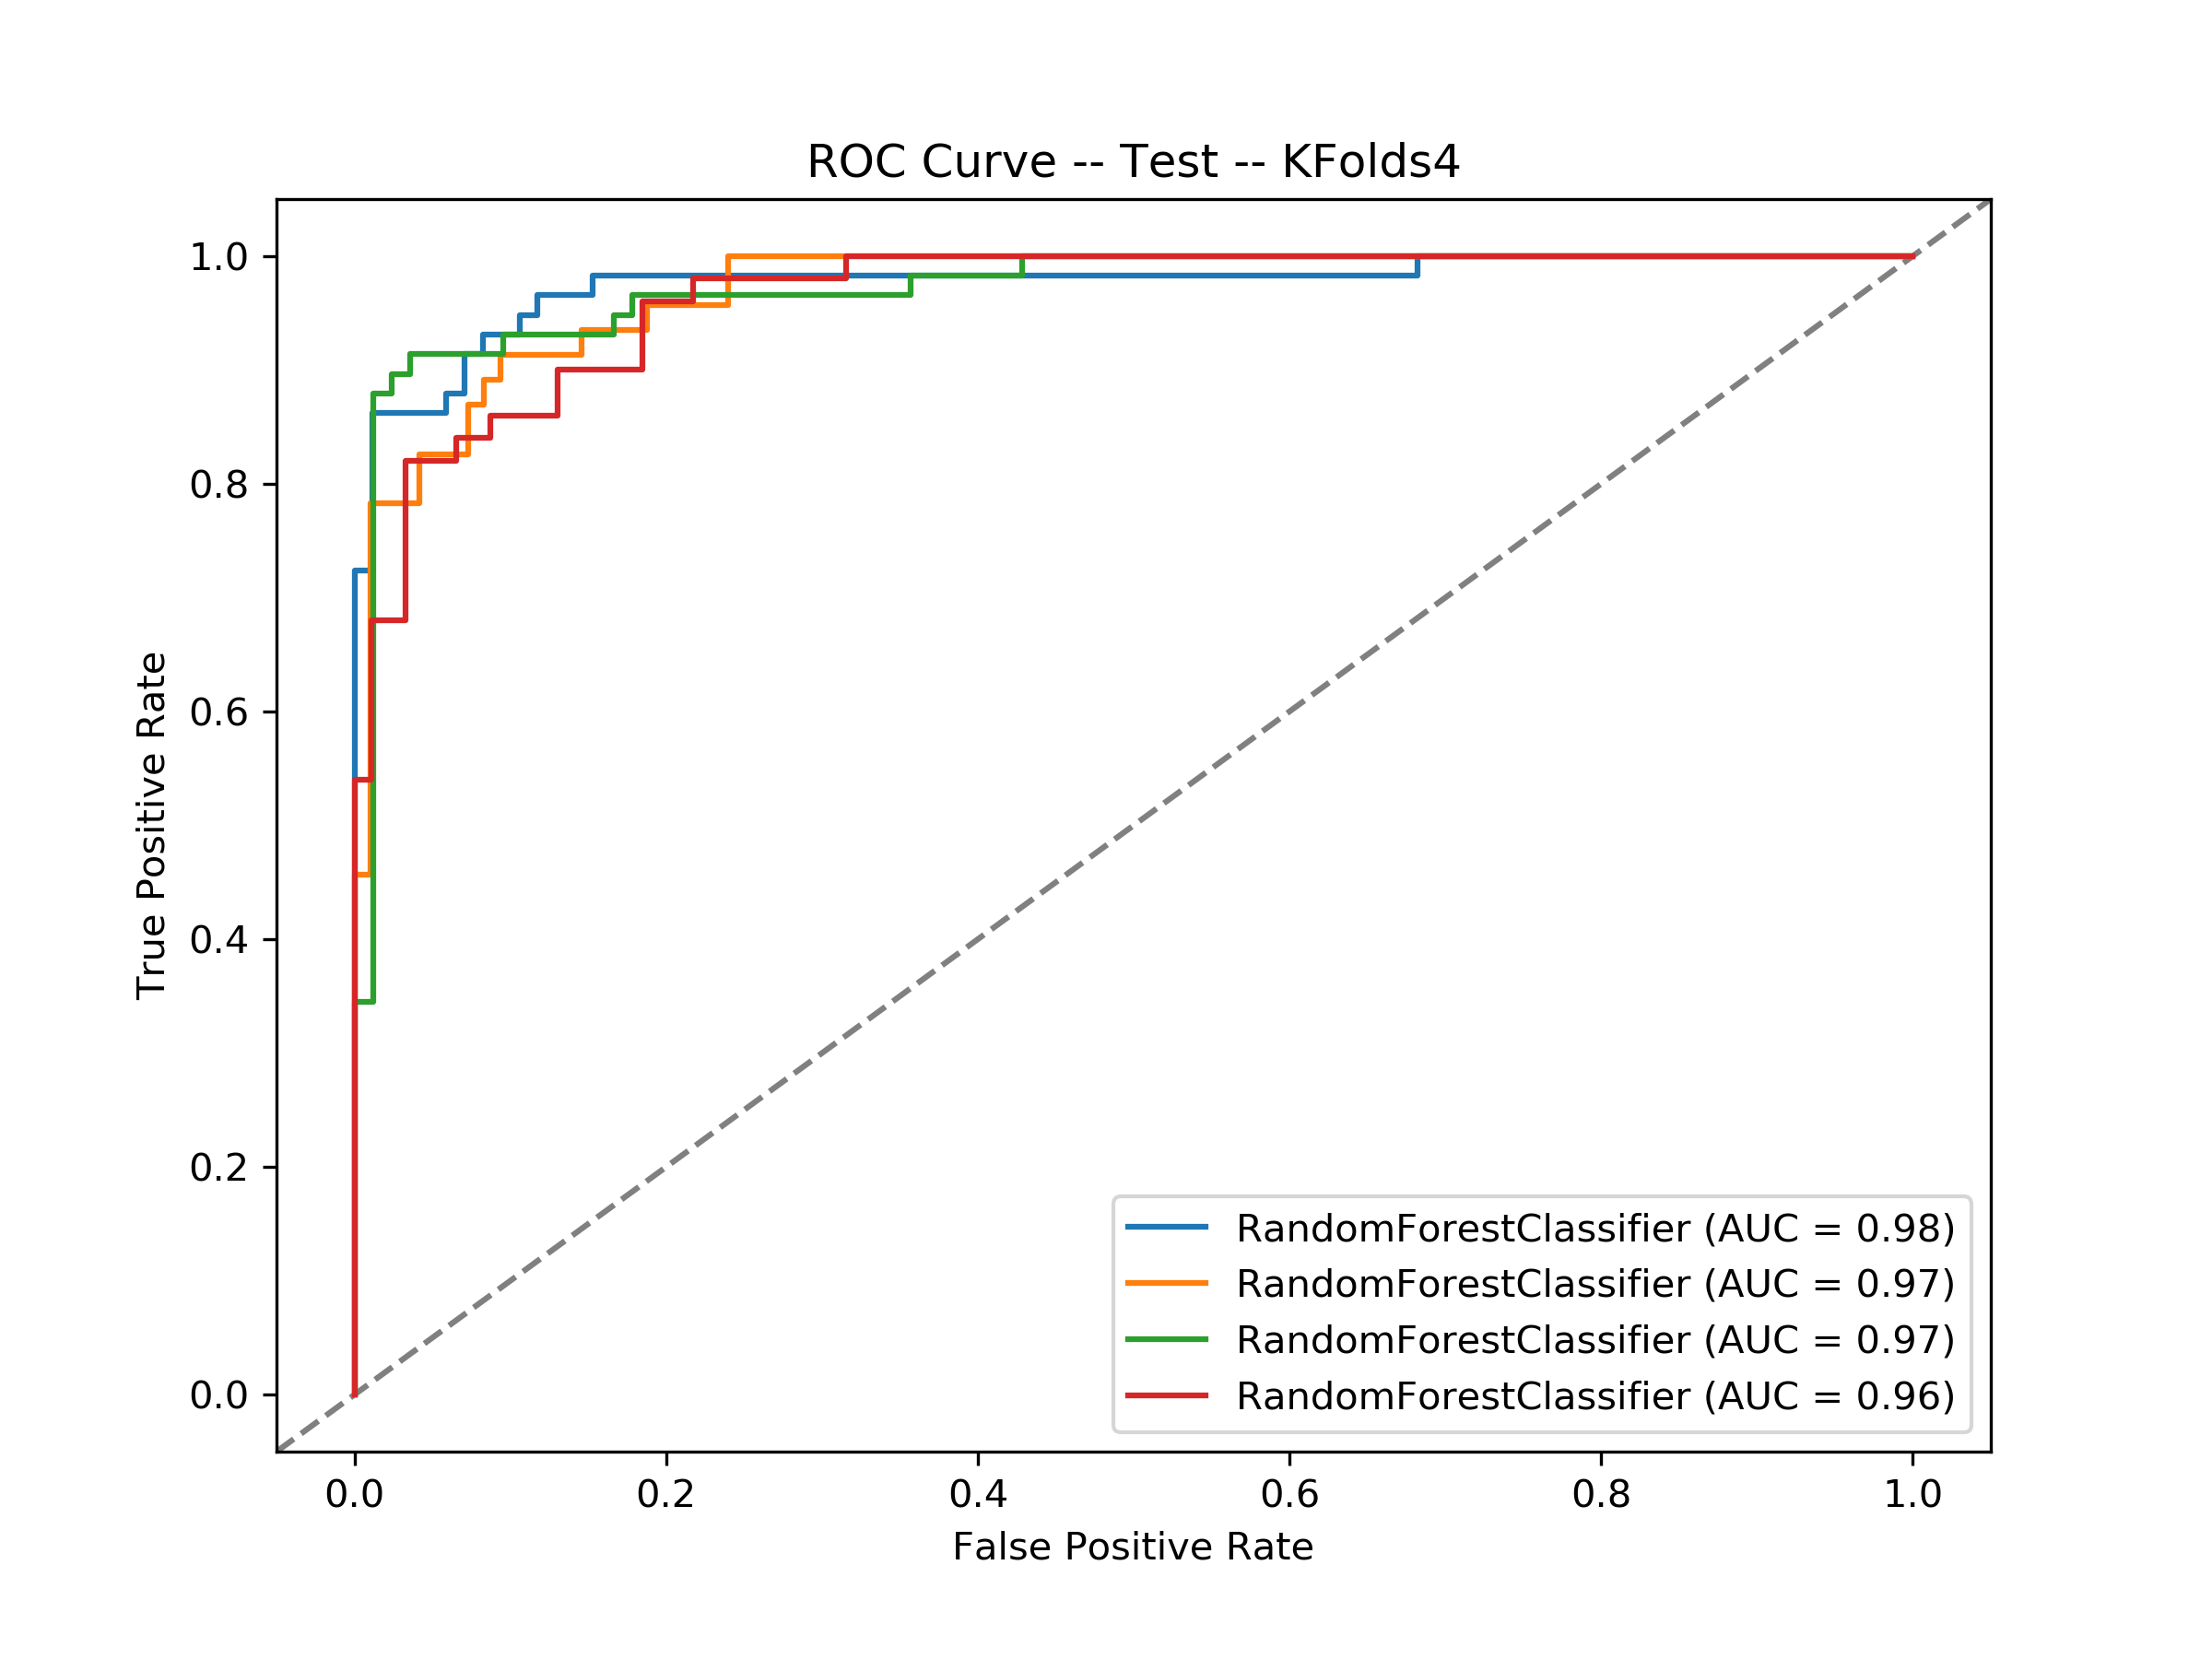 ROC Curve -- Test -- KFolds4
1.0
0.8
0.6
0.4
0.2
0.0
True Positive Rate
RandomForestClassifier (AUC = 0.98)
RandomForestClassifier (AUC = 0.97)
RandomForestClassifier (AUC = 0.97)
RandomForestClassifier (AUC = 0.96)
0.0 0.2 0.4 0.6 0.8 1.0
False Positive Rate